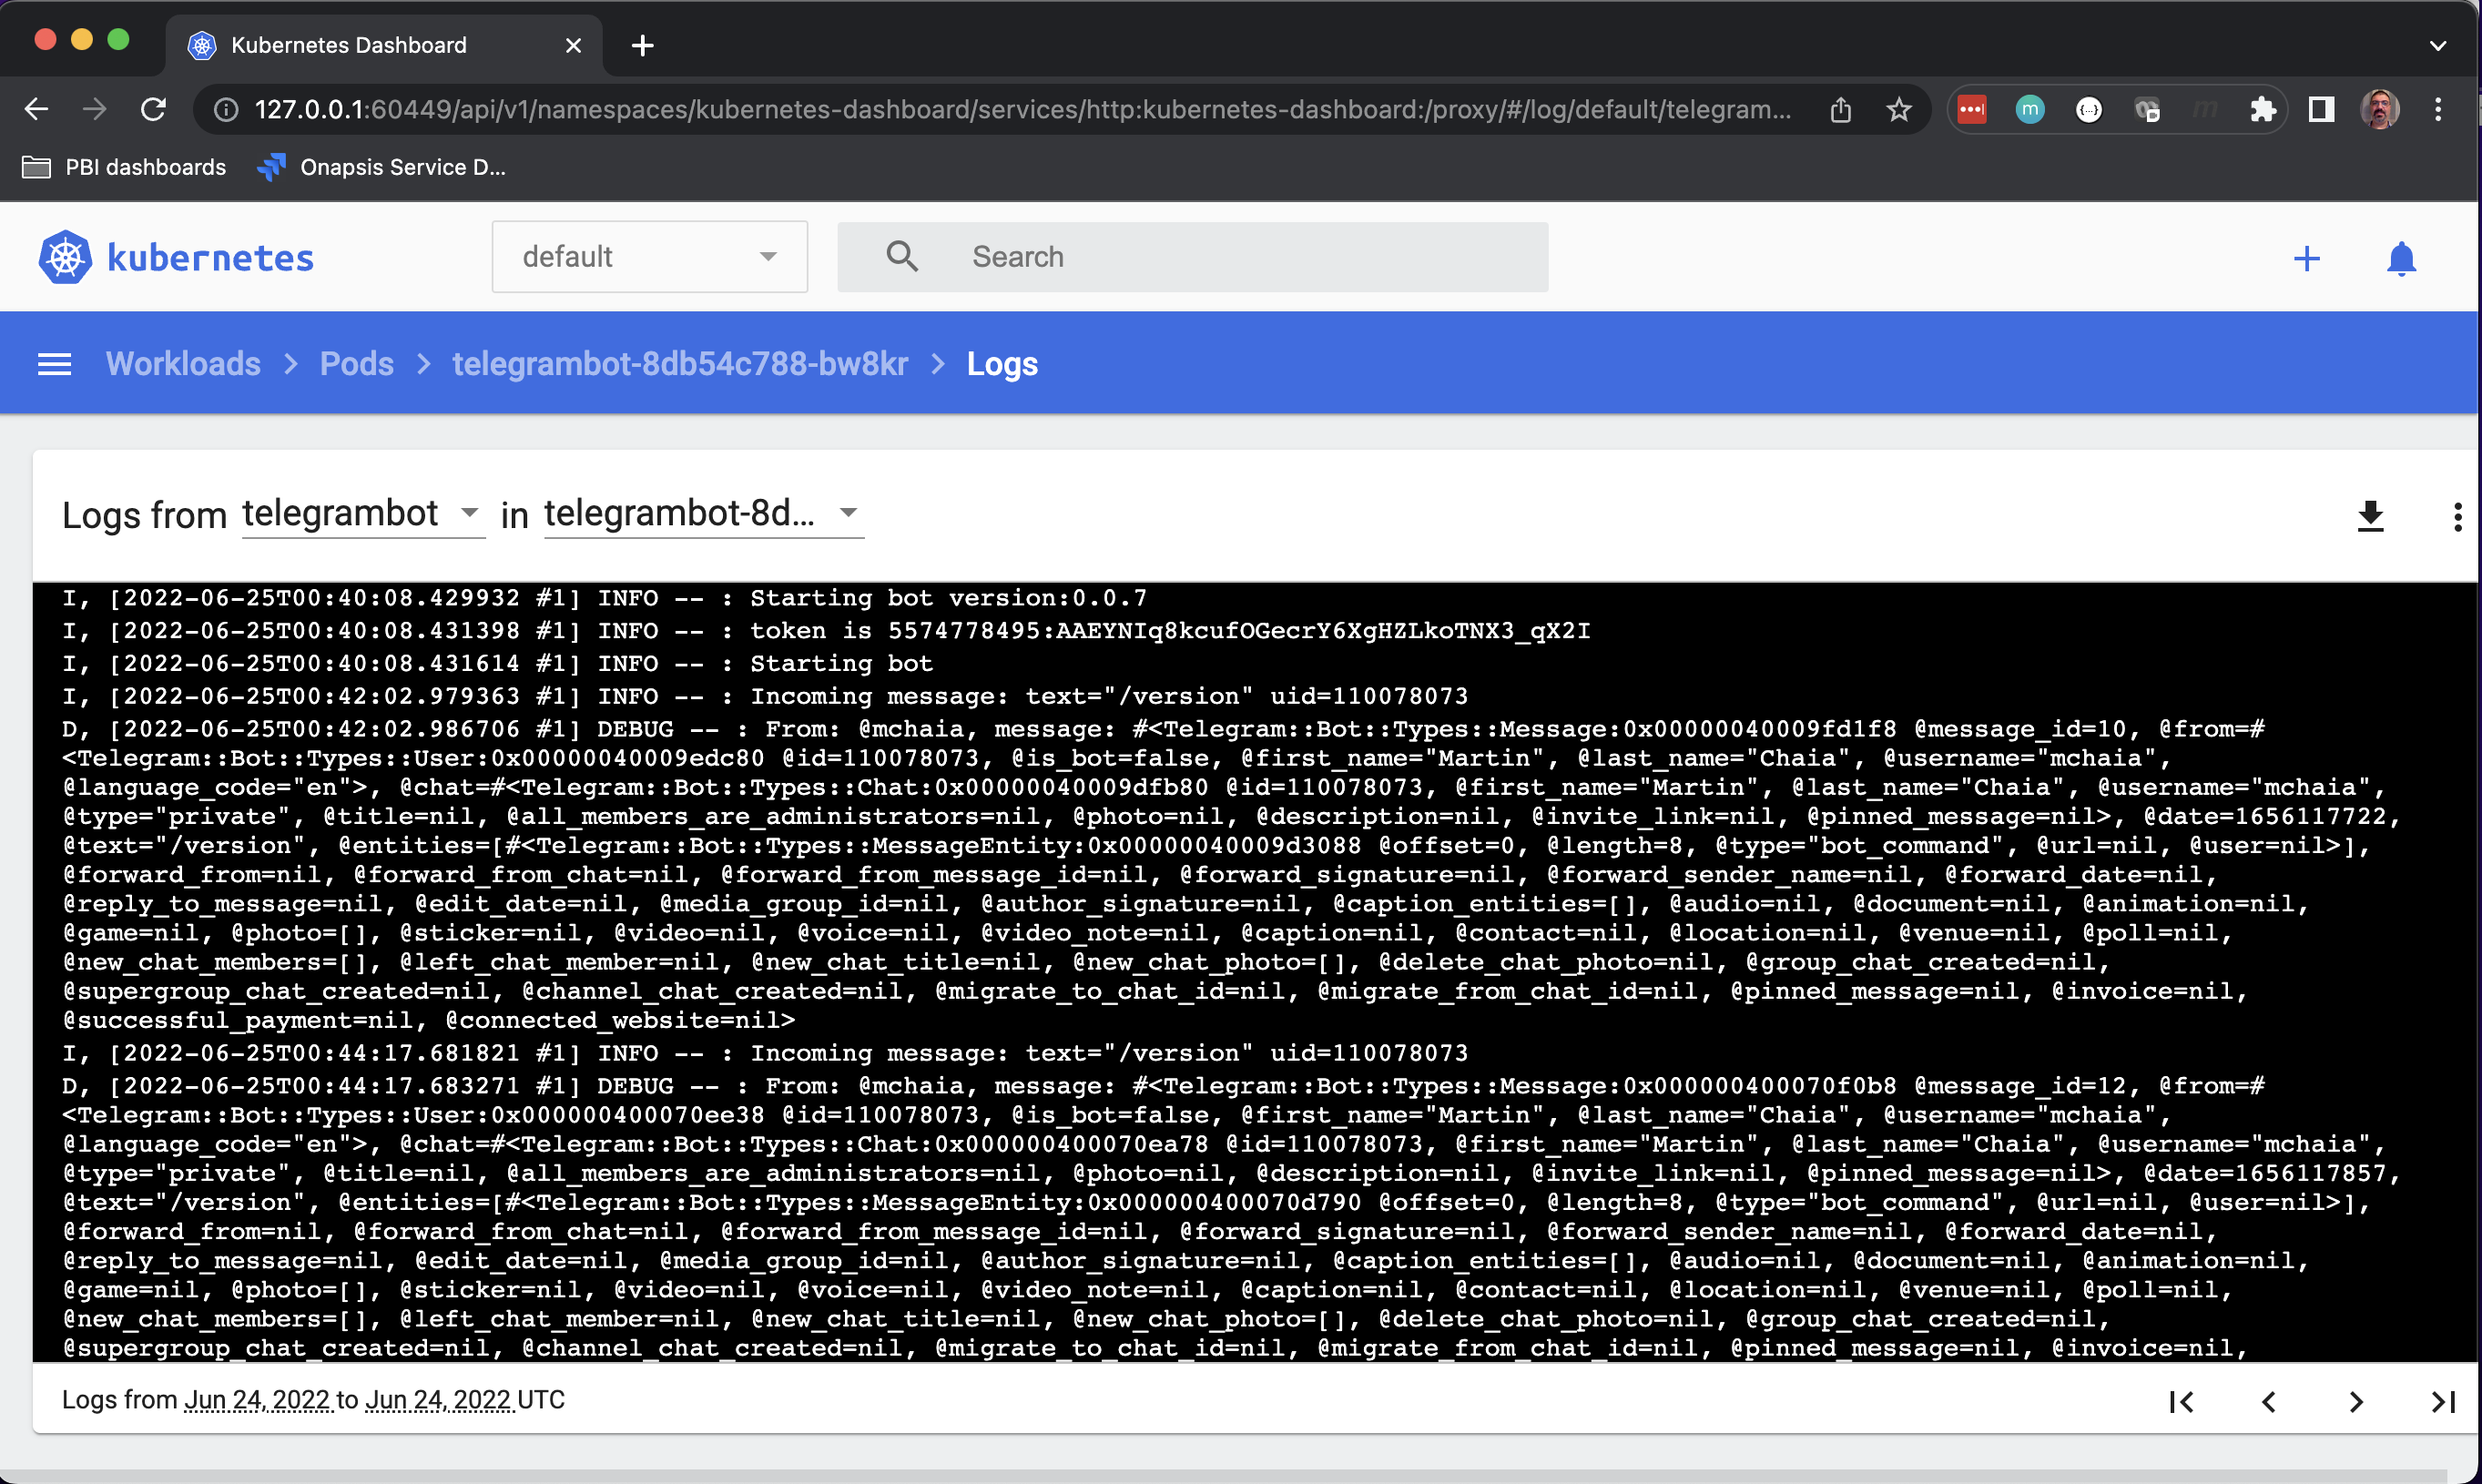 Kubernetes Dashboard
127.0.0.1:60449/api/v1/namespaces/kubernetes-dashboard/services/http:kubernetes-dashboard:/proxy/#/log/default/telegram...
m
m
PBI dashboards
Onapsis Service D...
kubernetes
default
Search
Workloads > Pods > telegrambot-8db54c788-bw8kr > Logs
Logs from telegrambot in telegrambot-8d...
I, [2022-06-25T00:40:08.429932 #1] INFO -- : Starting bot version:0.0.7
I, [2022-06-25T00:40:08.431398 #1] INFO -- : token is 5574778495:AAEYNIq8kcufOGecrY6XgHZLkoTNX3_qX2I
I, [2022-06-25T00:40:08.431614 #1] INFO -- : Starting bot
I, [2022-06-25T00:42:02.979363 #1] INFO -- : Incoming message: text="/version" uid=110078073
D, [2022-06-25T00:42:02.986706 #1] DEBUG -- : From: @mchaia, message: #<Telegram::Bot::Types::Message:0x00000040009fd1f8 @message_id=10, @from=#
<Telegram::Bot::Types::User:0x00000040009edc80 @id=110078073, @is_bot=false, @first_name="Martin", @last_name="Chaia", @username="mchaia",
@language_code="en">, @chat=#<Telegram::Bot::Types::Chat:0x00000040009dfb80 @id=110078073, @first_name="Martin", @last_name="Chaia", @username="mchaia",
@type="private", @title=nil, @all_members_are_administrators=nil, @photo=nil, @description=nil, @invite_link=nil, @pinned_message=nil>, @date=1656117722,
@text="/version", @entities=[#<Telegram::Bot::Types::MessageEntity:0x00000040009d3088 @offset=0, @length=8, @type="bot_command", @url=nil, @user=nil>],
@forward_from=nil, @forward_from_chat=nil, @forward_from_message_id=nil, @forward_signature=nil, @forward_sender_name=nil, @forward_date=nil,
@reply_to_message=nil, @edit_date=nil, @media_group_id=nil, @author_signature=nil, @caption_entities=[], @audio=nil, @document=nil, @animation=nil,
@game=nil, @photo=[], @sticker=nil, @video=nil, @voice=nil, @video_note=nil, @caption=nil, @contact=nil, @location=nil, @venue=nil, @poll=nil,
@new_chat_members=[], @left_chat_member=nil, @new_chat_title=nil, @new_chat_photo=[], @delete_chat_photo=nil, @group_chat_created=nil,
@supergroup_chat_created=nil, @channel_chat_created=nil, @migrate_to_chat_id=nil, @migrate_from_chat_id=nil, @pinned_message=nil, @invoice=nil,
@successful_payment=nil, @connected_website=nil>
I, [2022-06-25T00:44:17.681821 #1] INFO -- : Incoming message: text="/version" uid=110078073
D, [2022-06-25T00:44:17.683271 #1] DEBUG -- : From: @mchaia, message: #<Telegram::Bot::Types::Message:0x000000400070f0b8 @message_id=12, @from=#
<Telegram::Bot::Types::User:0x000000400070ee38 @id=110078073, @is_bot=false, @first_name="Martin", @last_name="Chaia", @username="mchaia",
@language_code="en">, @chat=#<Telegram::Bot::Types::Chat:0x000000400070ea78 @id=110078073, @first_name="Martin", @last_name="Chaia", @username="mchaia",
@type="private", @title=nil, @all_members_are_administrators=nil, @photo=nil, @description=nil, @invite_link=nil, @pinned_message=nil>, @date=1656117857,
@text="/version", @entities=[#<Telegram::Bot::Types::MessageEntity:0x000000400070d790 @offset=0, @length=8, @type="bot_command", @url=nil, @user=nil>],
@forward_from=nil, @forward_from_chat=nil, @forward_from_message_id=nil, @forward_signature=nil, @forward_sender_name=nil, @forward_date=nil,
@reply_to_message=nil, @edit_date=nil, @media_group_id=nil, @author_signature=nil, @caption_entities=[], @audio=nil, @document=nil, @animation=nil,
@game=nil, @photo=[], @sticker=nil, @video=nil, @voice=nil, @video_note=nil, @caption=nil, @contact=nil, @location=nil, @venue=nil, @poll=nil,
@new_chat_members=[], @left_chat_member=nil, @new_chat_title=nil, @new_chat_photo=[], @delete_chat_photo=nil, @group_chat_created=nil,
@supergroup_chat_created=nil, @channel_chat_created=nil, @migrate_to_chat_id=nil, @migrate_from_chat_id=nil, @pinned_message=nil, @invoice=nil,
Logs from Jun 24, 2022 to Jun 24, 2022 UTC